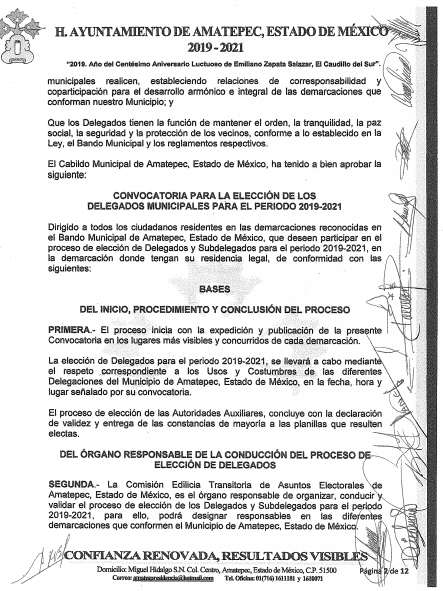 H. AYUNTAMIENTO DE AMATEPEC, ESTADO DE MÉXICO
2019 - 2021
"2019. Año del Centésimo Aniversario Luctuoso de Emiliano Zapata Salazar, El Caudillo del Sur".
municipales realicen, estableciendo relaciones de corresponsabilidad y
coparticipación para el desarrollo armónico e integral de las demarcaciones que
conforman nuestro Municipio; y
Que los Delegados tienen la función de mantener el orden, la tranquilidad, la paz
social, la seguridad y la protección de los vecinos, conforme a lo establecido en la
Ley, el Bando Municipal y los reglamentos respectivos.
El Cabildo Municipal de Amatepec, Estado de México, ha tenido a bien aprobar la
siguiente:
CONVOCATORIA PARA LA ELECCIÓN DE LOS
DELEGADOS MUNICIPALES PARA EL PERIODO 2019-2021
Dirigido a todos los ciudadanos residentes en las demarcaciones reconocidas en
el Bando Municipal de Amatepec, Estado de México, que deseen participar en el
proceso de elección de Delegados y Subdelegados para el periodo 2019-2021, en
la demarcación donde tengan su residencia legal, de conformidad con las
siguientes:
BASES
DEL INICIO, PROCEDIMIENTO Y CONCLUSIÓN DEL PROCESO
PRIMERA.- El proceso inicia con la expedición y publicación de la presente
Convocatoria en los lugares más visibles y concurridos de cada demarcación.
La elección de Delegados para el periodo 2019-2021, se llevará a cabo mediante
el respeto correspondiente a los Usos y Costumbres de las diferentes
Delegaciones del Municipio de Amatepec, Estado de México, en la fecha, hora y
lugar señalado por su convocatoria.
El proceso de elección de las Autoridades Auxiliares, concluye con la declaración
de validez y entrega de las constancias de mayoría a las planillas que resulten
electas.
DEL ÓRGANO RESPONSABLE DE LA CONDUCCIÓN DEL PROCESO DE
ELECCIÓN DE DELEGADOS
SEGUNDA.- La Comisión Edilicia Transitoria de Asuntos Electorales de
Amatepec, Estado de México, es el órgano responsable de organizar, conducir y
validar el proceso de elección de los Delegados y Subdelegados para el periodo
2019-2021, para ello, podrá designar responsables en las diferentes
demarcaciones que conformen el Municipio de Amatepec, Estado de México.
CONFIANZA RENOVADA, RESULTADOS VISIBLES
Domicilio: Miguel Hidalgo S.N. Col. Centro, Amatepec, Estado de México, C.P. 51500
Página 2 de 12
Correo: amatepresidencia@hotmail.com Tel. Oficina: 01(716) 1611181 y 1610071